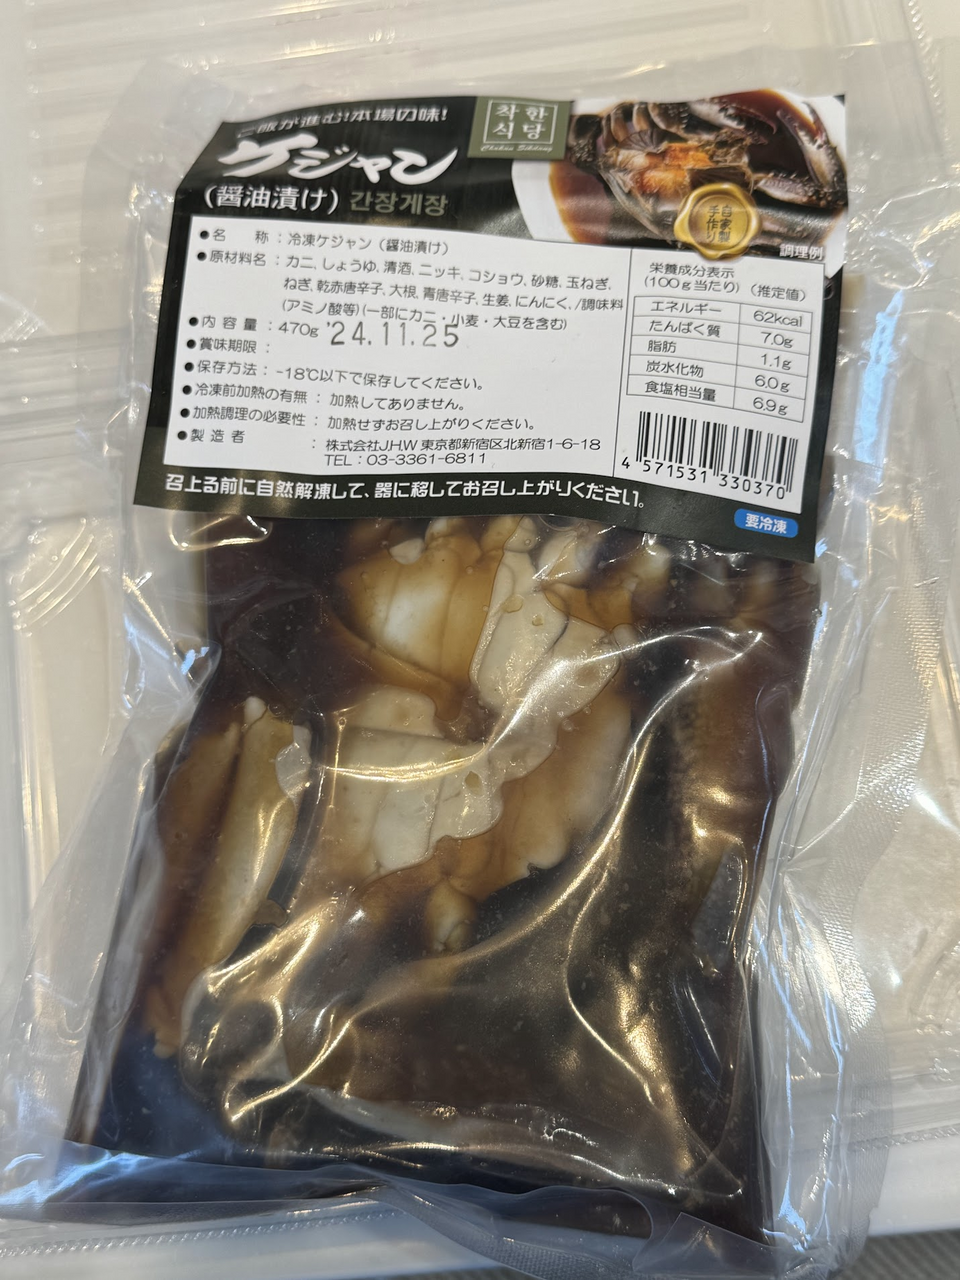 ご飯が進む!本場の味!
착한
식당
Chakan Sikdang
ケジャン
(醤油漬け) 간장게장
自家製
手作り
調理例
●名 称:冷凍ケジャン(醤油漬け)
●原材料名:カニ、しょうゆ、清酒、ニッキ、コショウ、砂糖、玉ねぎ、
ねぎ、乾赤唐辛子、大根、青唐辛子、生姜、にんにく、/調味料
(アミノ酸等)(一部にカニ・小麦・大豆を含む)
●内 容 量:470g
●賞味期限:
'24.11.25
●保存方法:-18℃以下で保存してください。
●冷凍前加熱の有無:加熱してありません。
●加熱調理の必要性:加熱せずお召し上がりください。
●製 造 者:株式会社J.H.W 東京都新宿区北新宿1-6-18
TEL:03-3361-6811
栄養成分表示
(100g当たり)(推定値)
エネルギー 62kcal
たんぱく質 7.0g
脂肪 1.1g
炭水化物 6.0g
食塩相当量 6.9g
4 571531 330370
召上る前に自然解凍して、器に移してお召し上がりください。
要冷凍